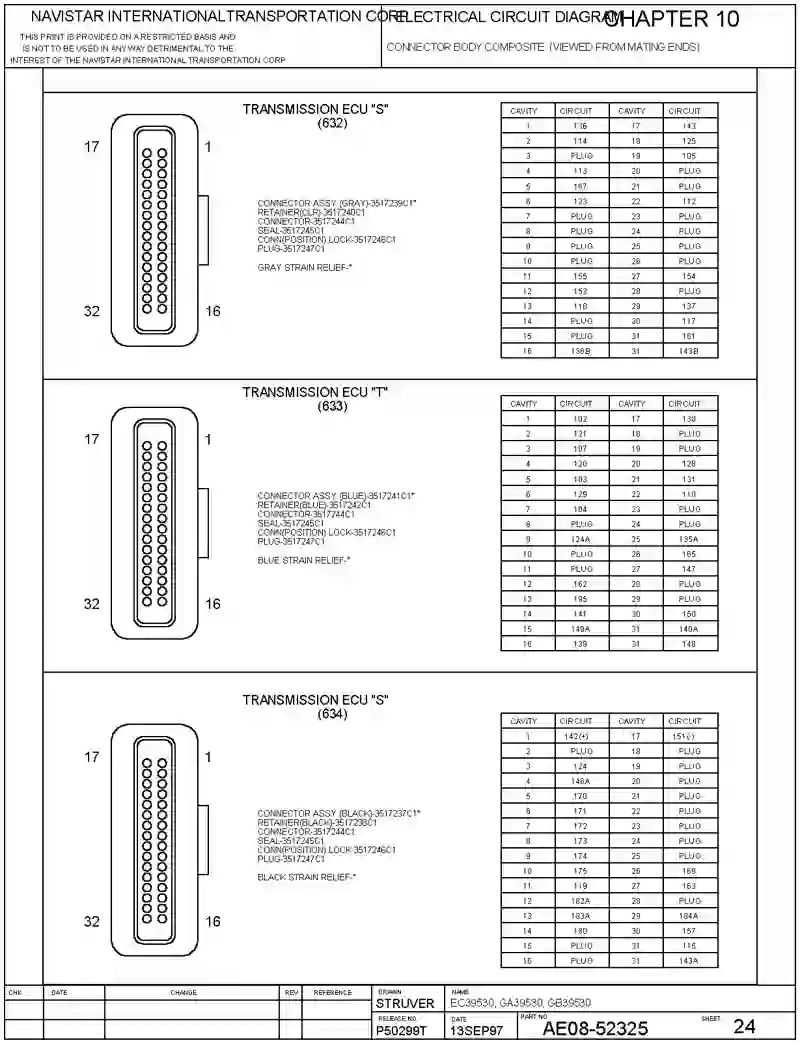 NAVISTAR INTERNATIONAL TRANSPORTATION CORP.
ELECTRICAL CIRCUIT DIAGRAM
CHAPTER 10
THIS PRINT IS PROVIDED ON A RESTRICTED BASIS AND
IS NOT TO BE USED IN ANY WAY DETRIMENTAL TO THE
INTEREST OF THE NAVISTAR INTERNATIONAL TRANSPORTATION CORP
CONNECTOR BODY COMPOSITE (VIEWED FROM MATING ENDS)
TRANSMISSION ECU "S"
(632)
17 1
32 16
CONNECTOR ASSY (GRAY)-3517239C1*
RETAINER(CLR)-3517240C1
CONNECTOR-3517244C1
SEAL-3517245C1
CONN(POSITION) LOCK-3517246C1
PLUG-3517247C1
GRAY STRAIN RELIEF-*
CAVITY CIRCUIT CAVITY CIRCUIT
1 136 17 143
2 114 18 125
3 PLUG 19 105
4 113 20 PLUG
5 167 21 PLUG
6 123 22 112
7 PLUG 23 PLUG
8 PLUG 24 PLUG
9 PLUG 25 PLUG
10 PLUG 26 PLUG
11 155 27 154
12 153 28 PLUG
13 118 29 137
14 PLUG 30 117
15 PLUG 31 161
16 136B 31 143B
TRANSMISSION ECU "T"
(633)
17 1
32 16
CONNECTOR ASSY (BLUE)-3517241C1*
RETAINER(BLUE)-3517242C1
CONNECTOR-3517244C1
SEAL-3517245C1
CONN(POSITION) LOCK-3517246C1
PLUG-3517247C1
BLUE STRAIN RELIEF-*
CAVITY CIRCUIT CAVITY CIRCUIT
1 102 17 130
2 121 18 PLUG
3 107 19 PLUG
4 120 20 128
5 103 21 131
6 129 22 110
7 104 23 PLUG
8 PLUG 24 PLUG
9 124A 25 135A
10 PLUG 26 165
11 PLUG 27 147
12 162 28 PLUG
13 195 29 PLUG
14 141 30 150
15 149A 31 140A
16 139 31 148
TRANSMISSION ECU "S"
(634)
17 1
32 16
CONNECTOR ASSY (BLACK)-3517237C1*
RETAINER(BLACK)-3517238C1
CONNECTOR-3517244C1
SEAL-3517245C1
CONN(POSITION) LOCK-3517246C1
PLUG-3517247C1
BLACK STRAIN RELIEF-*
CAVITY CIRCUIT CAVITY CIRCUIT
1 142(+) 17 151(-)
2 PLUG 18 PLUG
3 124 19 PLUG
4 146A 20 PLUG
5 170 21 PLUG
6 171 22 PLUG
7 172 23 PLUG
8 173 24 PLUG
9 174 25 PLUG
10 175 26 169
11 119 27 163
12 182A 28 PLUG
13 183A 29 184A
14 180 30 157
15 PLUG 31 115
16 PLUG 31 143A
CHK DATE CHANGE REV REFERENCE
DRAWN
STRUVER
NAME
EC39530, GA39530, GB39530
RELEASE NO.
P50299T
DATE
13SEP97
PART NO.
AE08-52325
SHEET 24